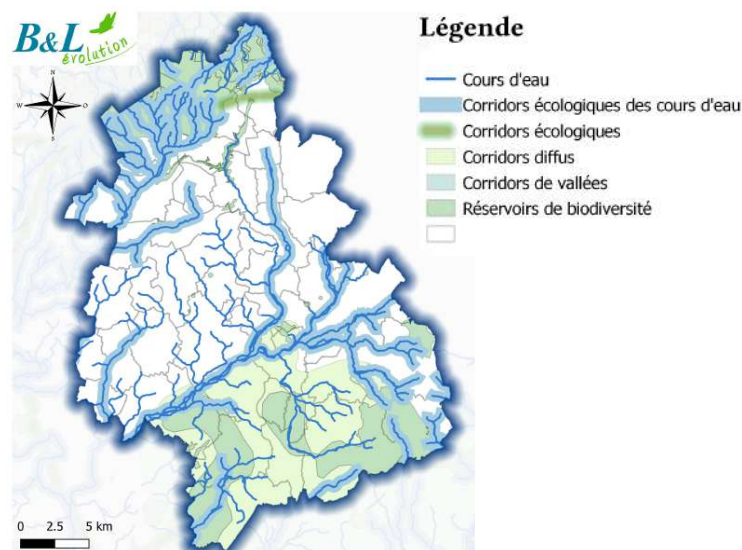 B&L
évolution
N
W O
S
0 2.5 5 km
Légende
Cours d'eau
Corridors écologiques des cours d'eau
Corridors écologiques
Corridors diffus
Corridors de vallées
Réservoirs de biodiversité